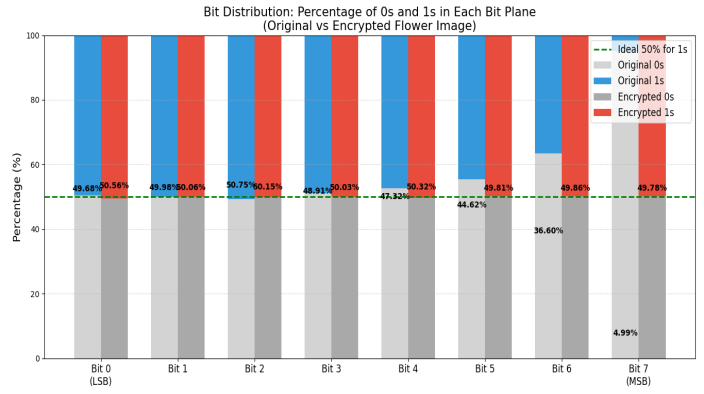 Bit Distribution: Percentage of 0s and 1s in Each Bit Plane
(Original vs Encrypted Flower Image)
Percentage (%)
100
80
60
40
20
0
Ideal 50% for 1s
Original 0s
Original 1s
Encrypted 0s
Encrypted 1s
49.68% 50.56% 49.98% 50.06% 50.75% 50.15% 48.91% 50.03% 47.32% 50.32% 44.62% 49.81% 36.60% 49.86% 4.99% 49.78%
Bit 0 Bit 1 Bit 2 Bit 3 Bit 4 Bit 5 Bit 6 Bit 7
(LSB) (MSB)